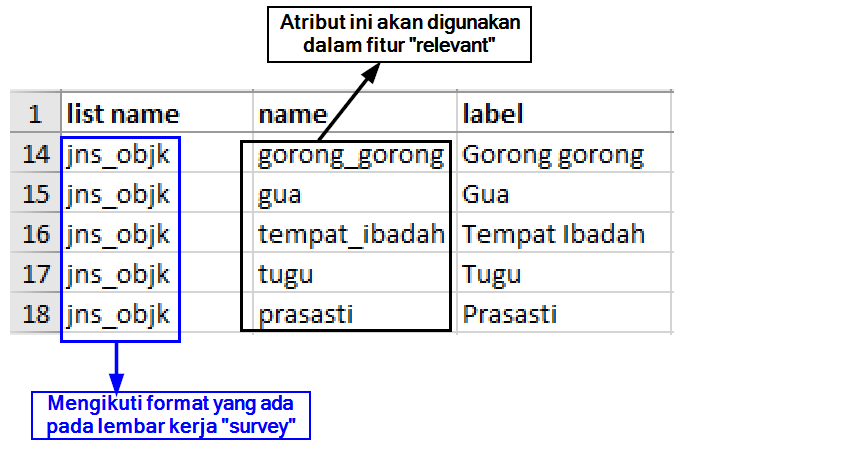 Atribut ini akan digunakan
dalam fitur "relevant"
1 list name name label
14 jns_objk gorong_gorong Gorong gorong
15 jns_objk gua Gua
16 jns_objk tempat_ibadah Tempat Ibadah
17 jns_objk tugu Tugu
18 jns_objk prasasti Prasasti
Mengikuti format yang ada
pada lembar kerja "survey"